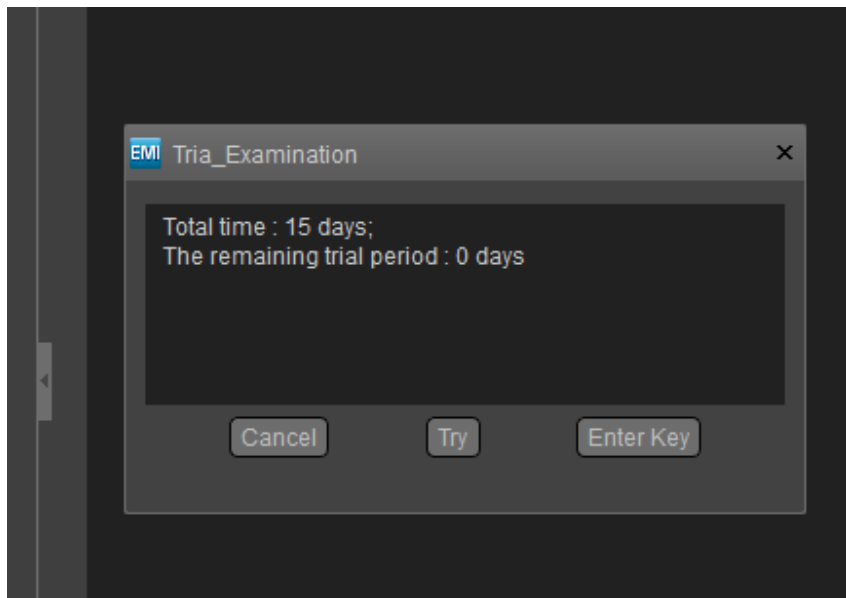 EMI Tria_Examination
Total time : 15 days;
The remaining trial period : 0 days
Cancel Try Enter Key